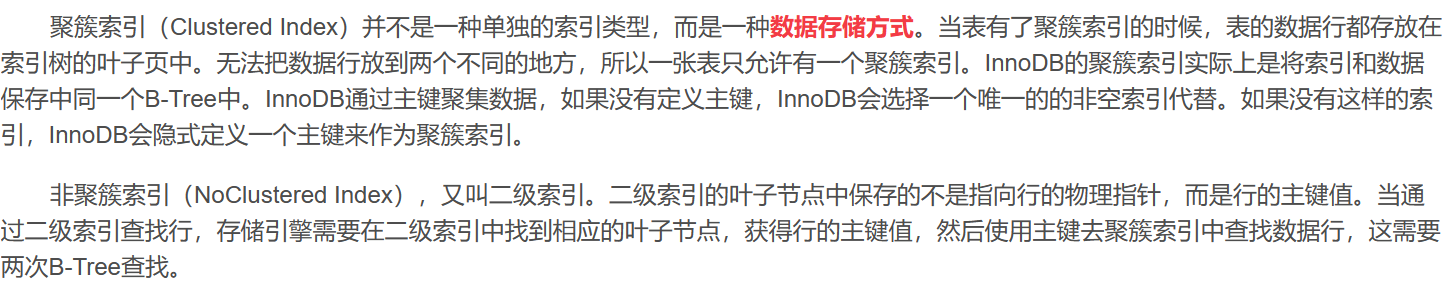 聚簇索引（Clustered Index）并不是一种单独的索引类型，而是一种数据存储方式。当表有了聚簇索引的时候，表的数据行都存放在
索引树的叶子页中。无法把数据行放到两个不同的地方，所以一张表只允许有一个聚簇索引。InnoDB的聚簇索引实际上是将索引和数据
保存中同一个B-Tree中。InnoDB通过主键聚集数据，如果没有定义主键，InnoDB会选择一个唯一的的非空索引代替。如果没有这样的索
引，InnoDB会隐式定义一个主键来作为聚簇索引。
非聚簇索引（NoClustered Index），又叫二级索引。二级索引的叶子节点中保存的不是指向行的物理指针，而是行的主键值。当通
过二级索引查找行，存储引擎需要在二级索引中找到相应的叶子节点，获得行的主键值，然后使用主键去聚簇索引中查找数据行，这需要
两次B-Tree查找。